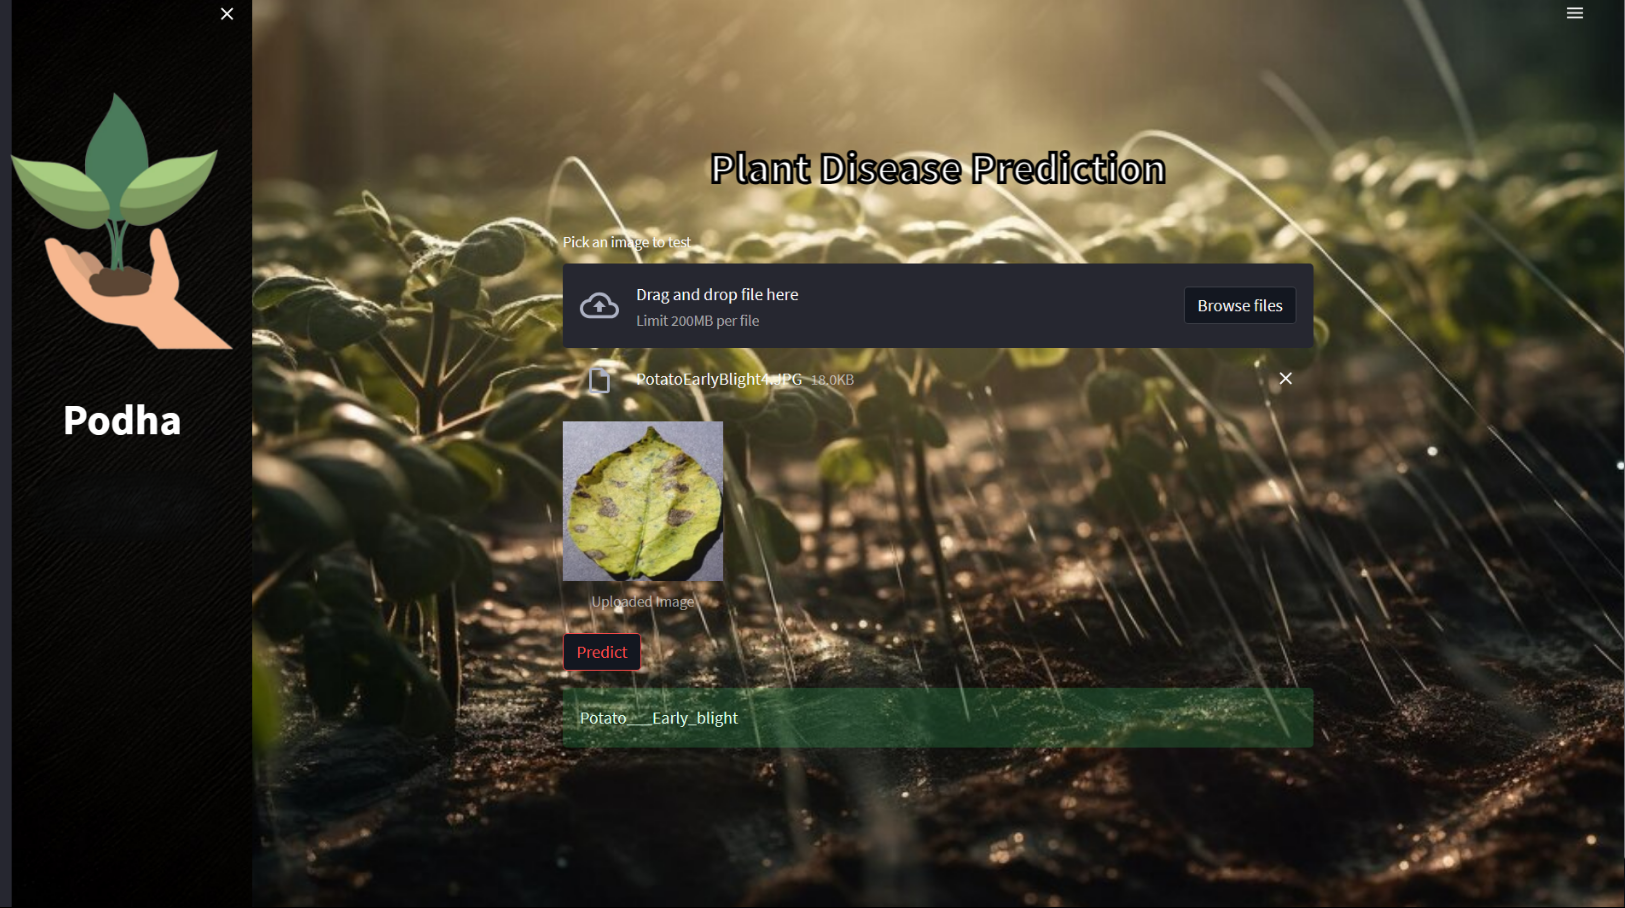 Podha
Plant Disease Prediction
Pick an image to test
Drag and drop file here
Limit 200MB per file
Browse files
PotatoEarlyBlight4.JPG 18.0KB
Uploaded Image
Predict
Potato___Early_blight